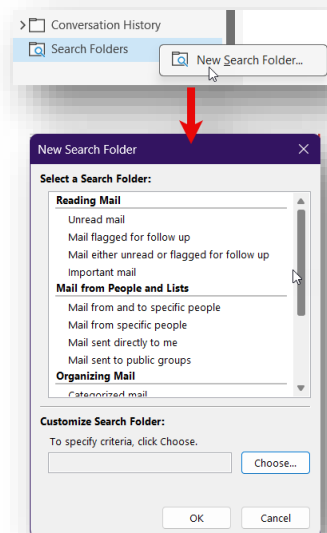 Conversation History
Search Folders
New Search Folder...
New Search Folder
Select a Search Folder:
Reading Mail
Unread mail
Mail flagged for follow up
Mail either unread or flagged for follow up
Important mail
Mail from People and Lists
Mail from and to specific people
Mail from specific people
Mail sent directly to me
Mail sent to public groups
Organizing Mail
Categorized mail
Customize Search Folder:
To specify criteria, click Choose.
Choose...
OK Cancel